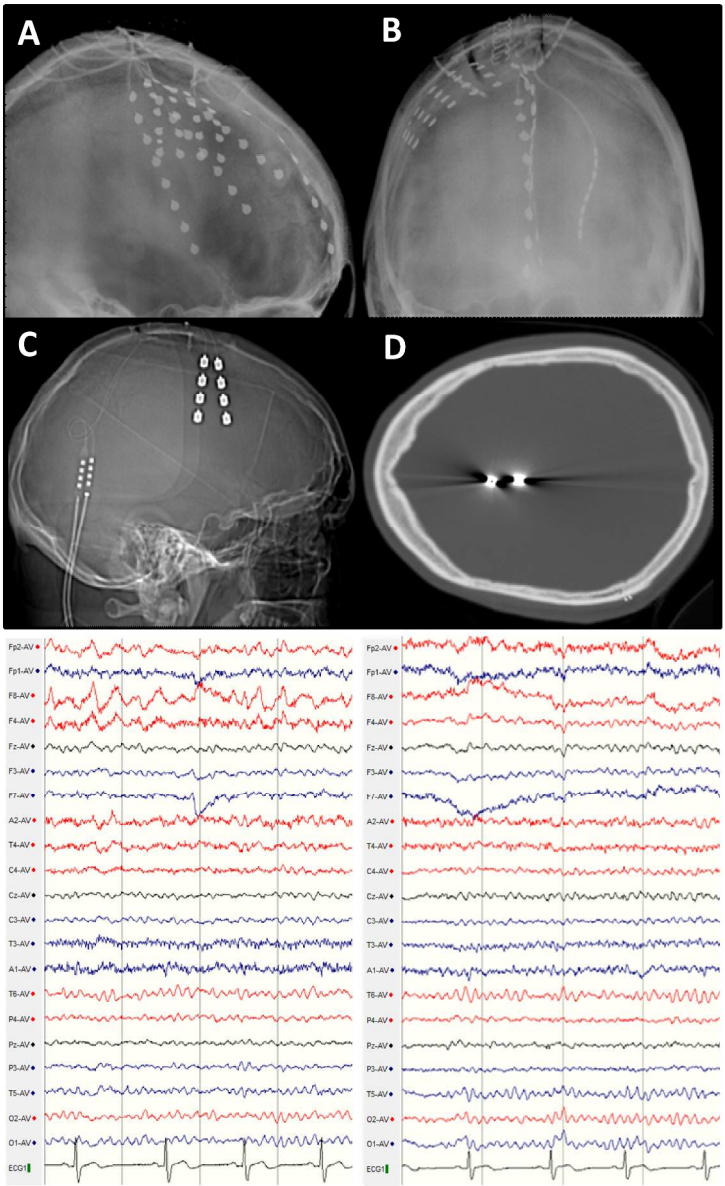 A
B
C
D
Fp2-AV
Fp1-AV
F8-AV
F4-AV
Fz-AV
F3-AV
F7-AV
A2-AV
T4-AV
C4-AV
Cz-AV
C3-AV
T3-AV
A1-AV
T6-AV
P4-AV
Pz-AV
P3-AV
T5-AV
O2-AV
O1-AV
ECG1
Fp2-AV
Fp1-AV
F8-AV
F4-AV
Fz-AV
F3-AV
F7-AV
A2-AV
T4-AV
C4-AV
Cz-AV
C3-AV
T3-AV
A1-AV
T6-AV
P4-AV
Pz-AV
P3-AV
T5-AV
O2-AV
O1-AV
ECG1